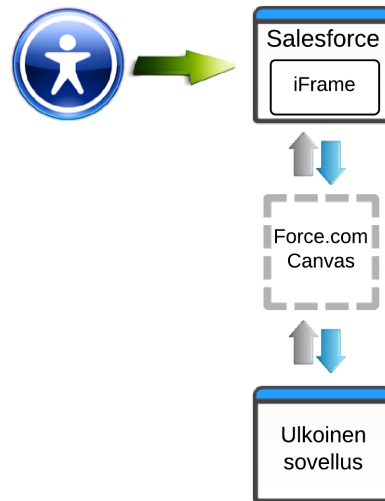 Salesforce
iFrame
Force.com
Canvas
Ulkoinen
sovellus